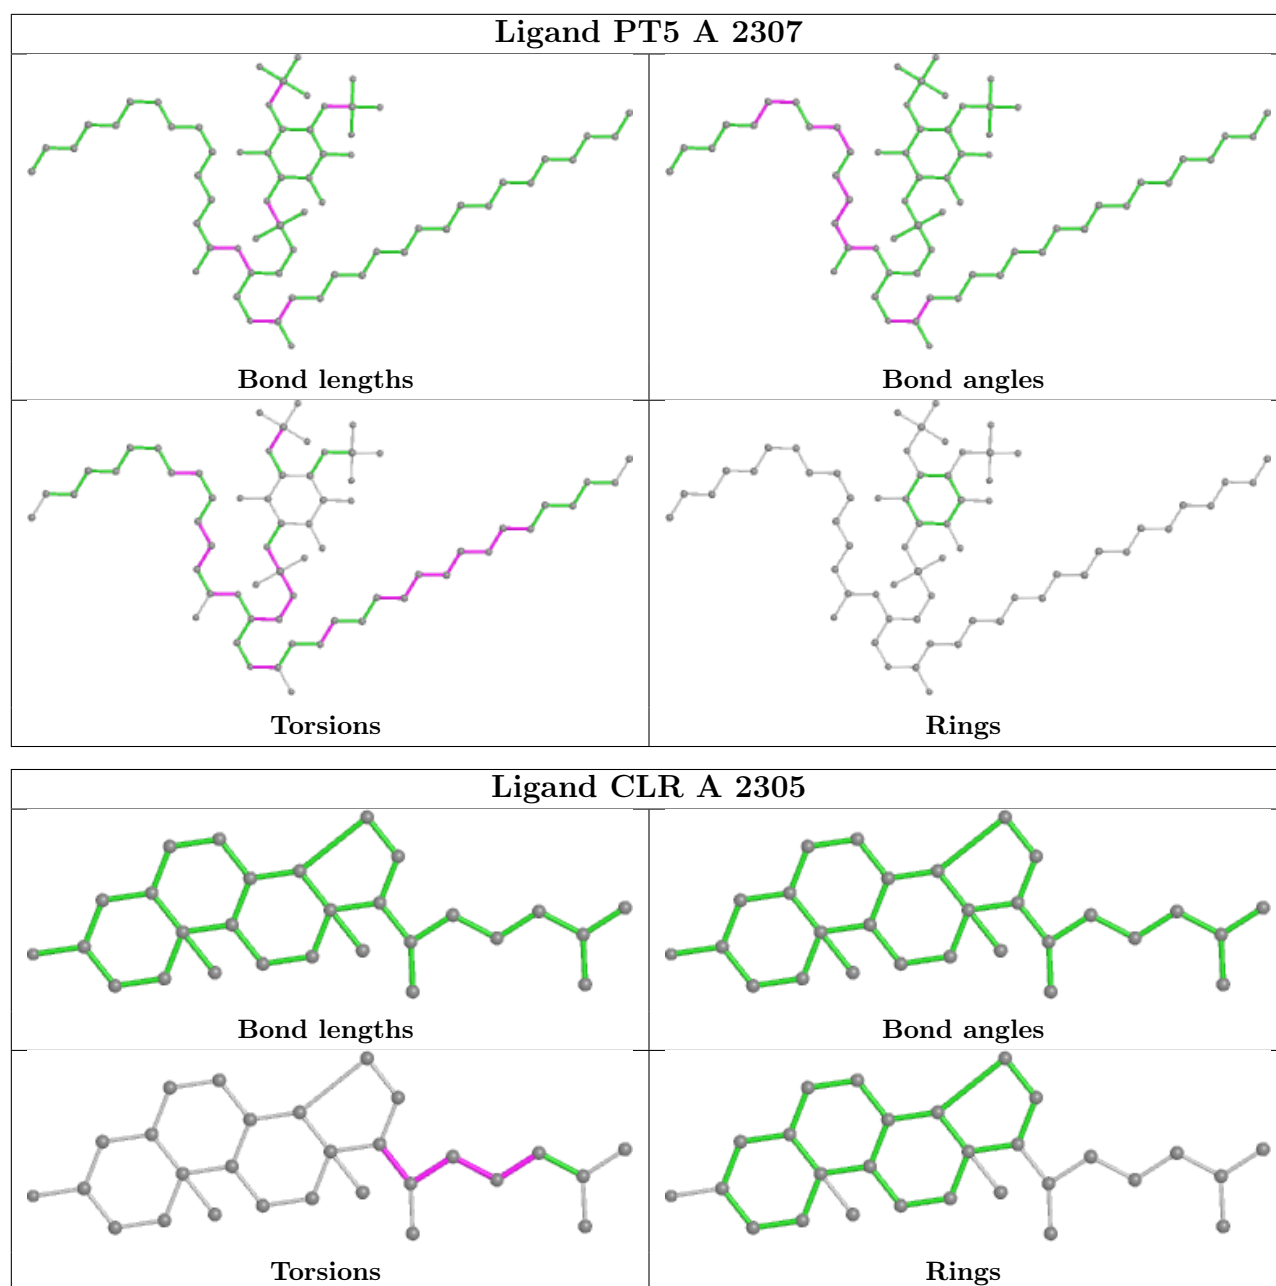 Ligand PT5 A 2307
Bond lengths
Bond angles
Torsions
Rings
Ligand CLR A 2305
Bond lengths
Bond angles
Torsions
Rings